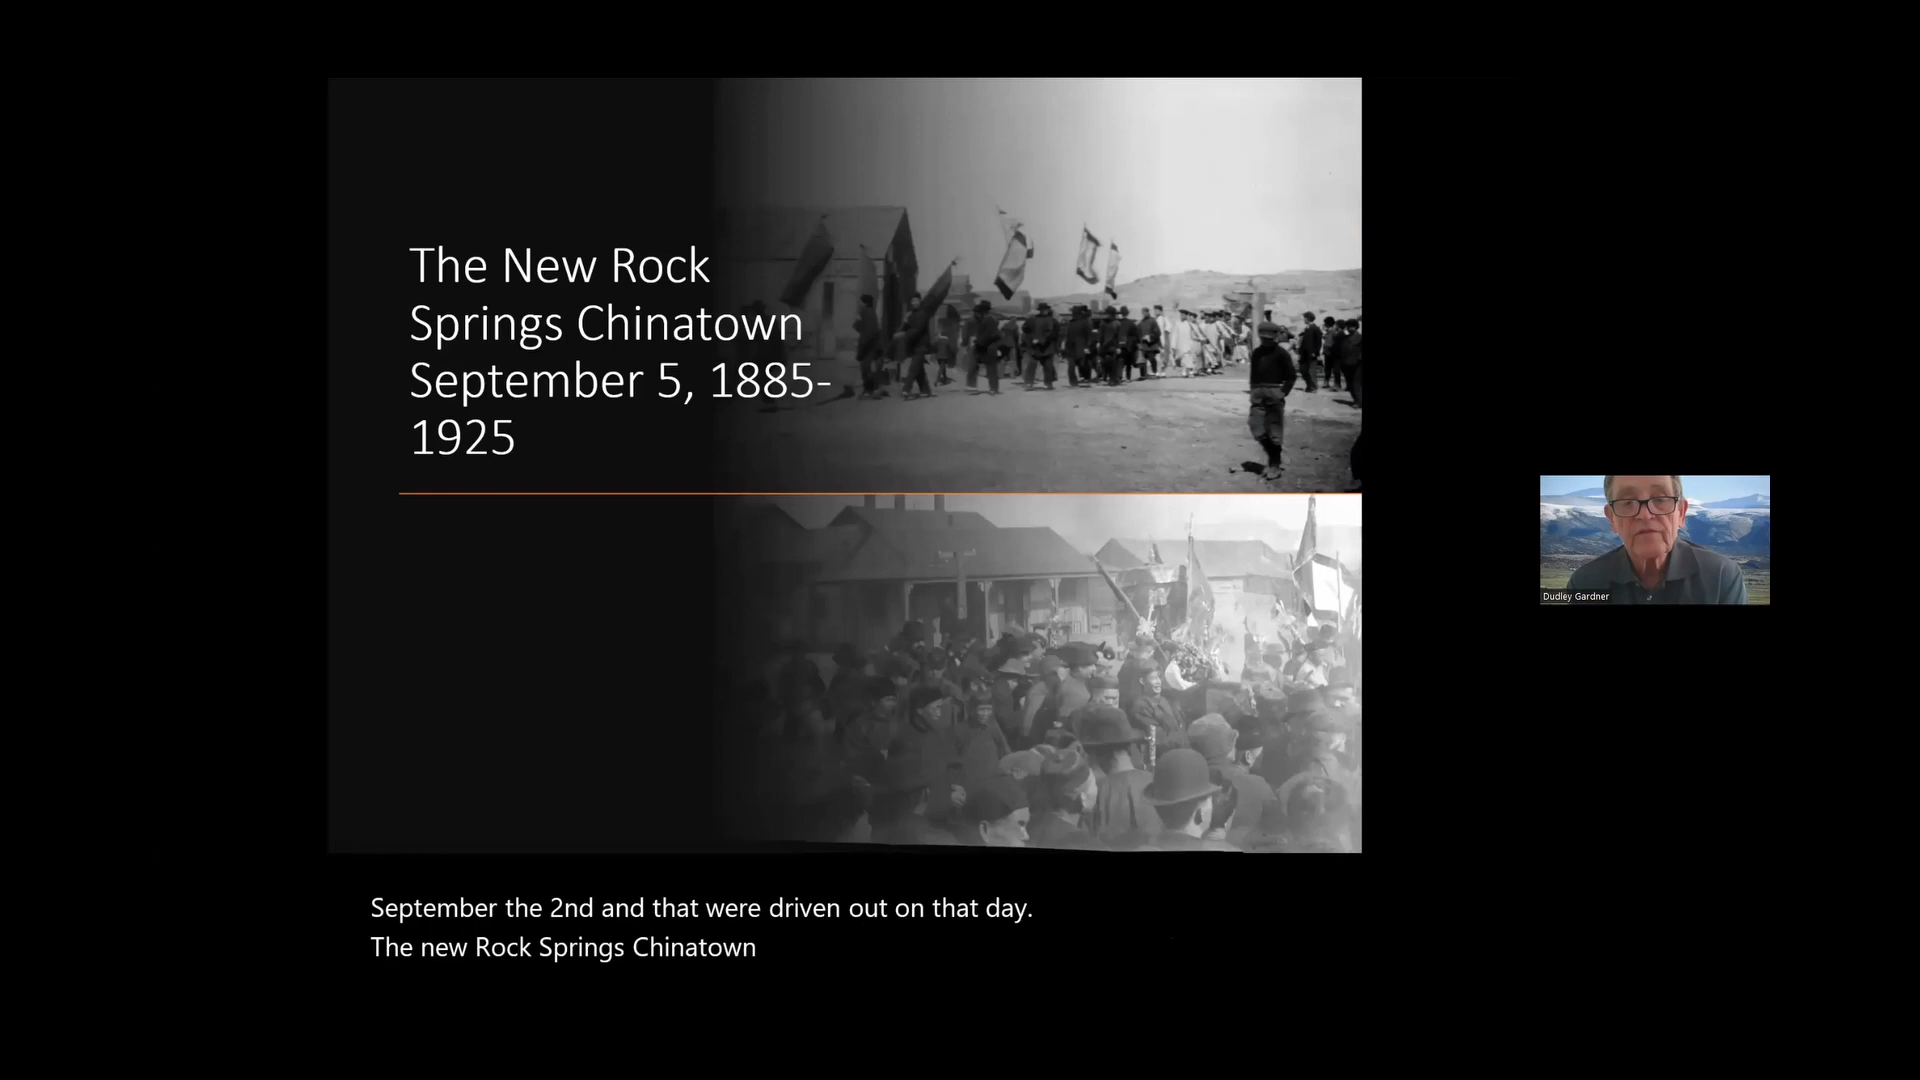 The New Rock
Springs Chinatown
September 5, 1885-
1925
Dudley Gardner
September the 2nd and that were driven out on that day.
The new Rock Springs Chinatown